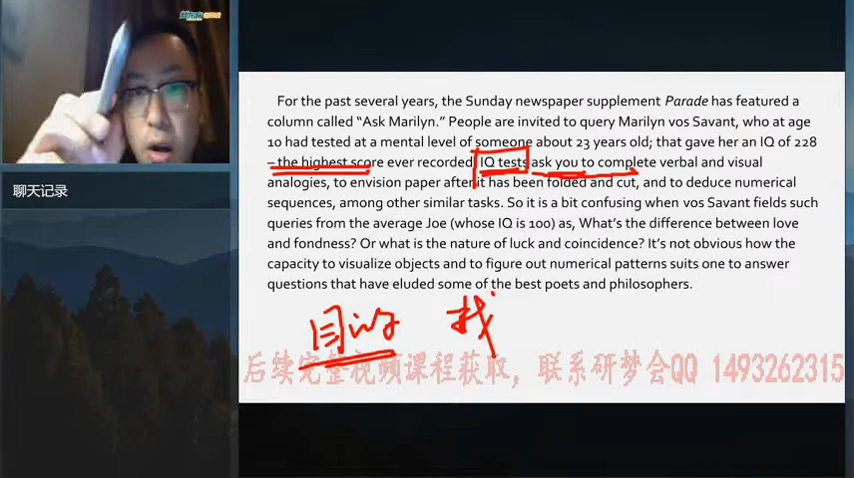 For the past several years, the Sunday newspaper supplement Parade has featured a
column called “Ask Marilyn.” People are invited to query Marilyn vos Savant, who at age
10 had tested at a mental level of someone about 23 years old; that gave her an IQ of 228
– the highest score ever recorded. IQ tests ask you to complete verbal and visual
analogies, to envision paper after it has been folded and cut, and to deduce numerical
sequences, among other similar tasks. So it is a bit confusing when vos Savant fields such
queries from the average Joe (whose IQ is 100) as, What's the difference between love
and fondness? Or what is the nature of luck and coincidence? It's not obvious how the
capacity to visualize objects and to figure out numerical patterns suits one to answer
questions that have eluded some of the best poets and philosophers.
聊天记录
目的 找
后续完整视频课程获取，联系研梦会QQ 1493262315